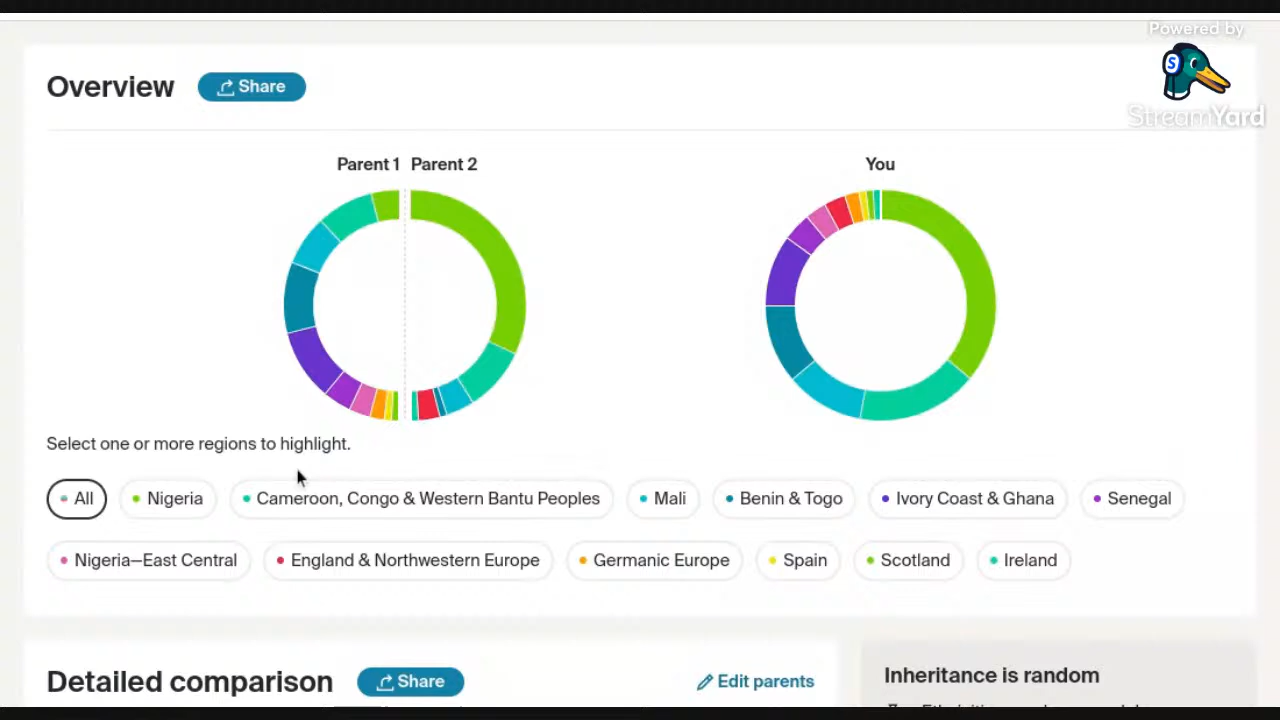 Powered by
StreamYard
Overview
Share
Parent 1 Parent 2
You
Select one or more regions to highlight.
All
Nigeria
Cameroon, Congo & Western Bantu Peoples
Mali
Benin & Togo
Ivory Coast & Ghana
Senegal
Nigeria—East Central
England & Northwestern Europe
Germanic Europe
Spain
Scotland
Ireland
Detailed comparison
Share
Edit parents
Inheritance is random